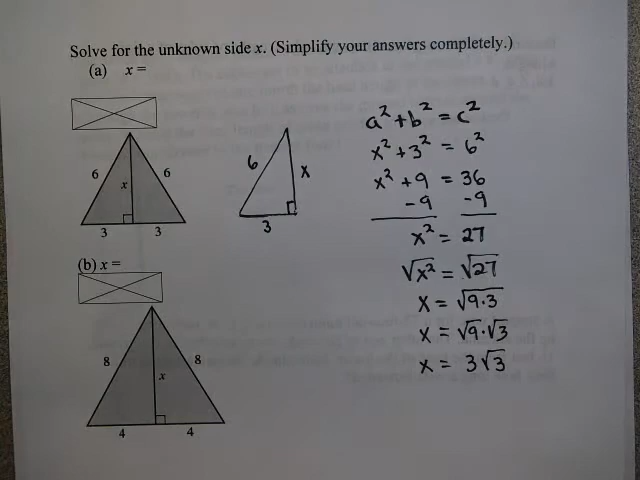 Solve for the unknown side x. (Simplify your answers completely.)
(a) x =
6 x 6
3 3
6 x
3
a² + b² = c²
x² + 3² = 6²
x² + 9 = 36
-9 -9
x² = 27
√x² = √27
x = √9·3
x = √9·√3
x = 3√3
(b) x =
8 x 8
4 4